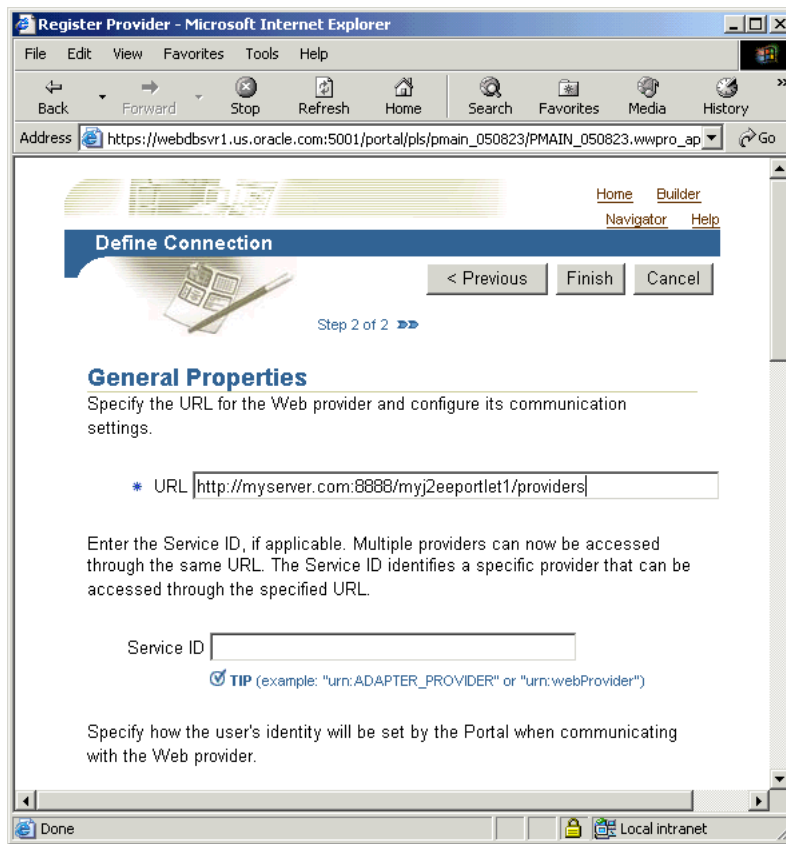 Register Provider - Microsoft Internet Explorer
File Edit View Favorites Tools Help
Back Forward Stop Refresh Home Search Favorites Media History
Address https://webdbsvr1.us.oracle.com:5001/portal/pls/pmain_050823/PMAIN_050823.wwpro_ap Go
Home Builder
Navigator Help
Define Connection
< Previous Finish Cancel
Step 2 of 2
General Properties
Specify the URL for the Web provider and configure its communication
settings.
* URL http://myserver.com:8888/myj2eeportlet1/providers
Enter the Service ID, if applicable. Multiple providers can now be accessed
through the same URL. The Service ID identifies a specific provider that can be
accessed through the specified URL.
Service ID
TIP (example: "urn:ADAPTER_PROVIDER" or "urn:webProvider")
Specify how the user's identity will be set by the Portal when communicating
with the Web provider.
Done Local intranet